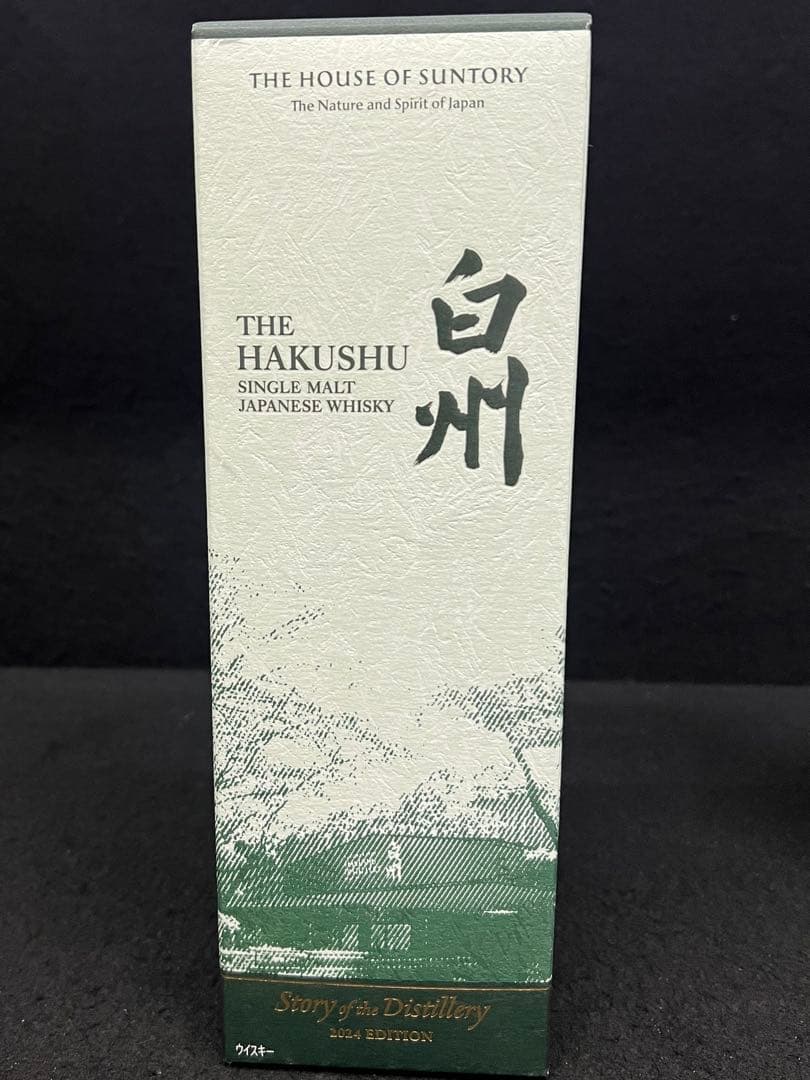 THE HOUSE OF SUNTORY
The Nature and Spirit of Japan
白州
THE
HAKUSHU
SINGLE MALT
JAPANESE WHISKY
Story of the Distillery
2024 EDITION
ウイスキー